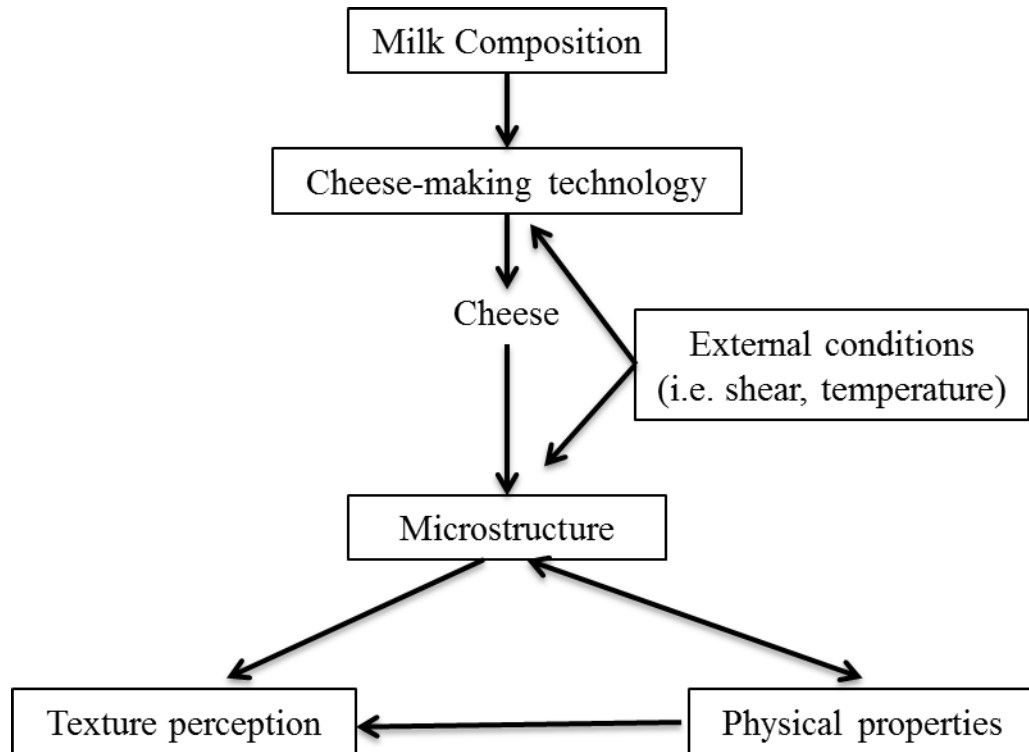 Milk Composition
Cheese-making technology
Cheese
External conditions
(i.e. shear, temperature)
Microstructure
Texture perception
Physical properties